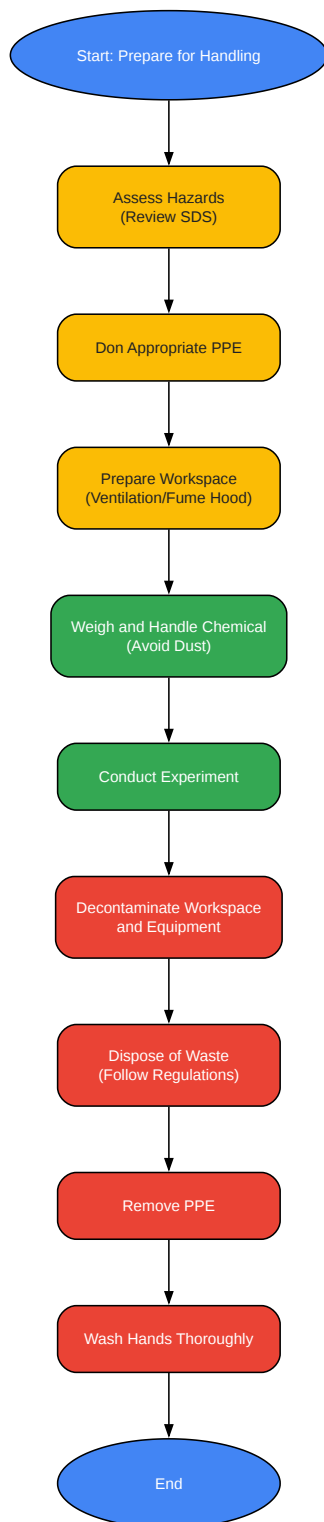 Start: Prepare for Handling
Assess Hazards
(Review SDS)
Don Appropriate PPE
Prepare Workspace
(Ventilation/Fume Hood)
Weigh and Handle Chemical
(Avoid Dust)
Conduct Experiment
Decontaminate Workspace
and Equipment
Dispose of Waste
(Follow Regulations)
Remove PPE
Wash Hands Thoroughly
End